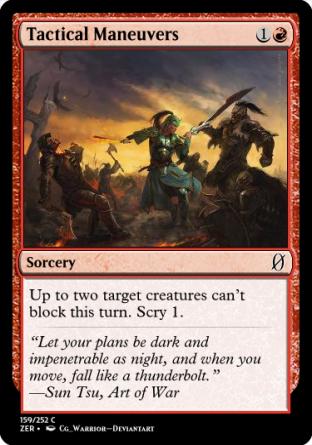 Tactical Maneuvers 1
Sorcery
Up to two target creatures can't
block this turn. Scry 1.
“Let your plans be dark and
impenetrable as night, and when you
move, fall like a thunderbolt.”
—Sun Tsu, Art of War
159/252 C
ZER • Cg_Warrior—Deviantart